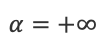 α = +∞